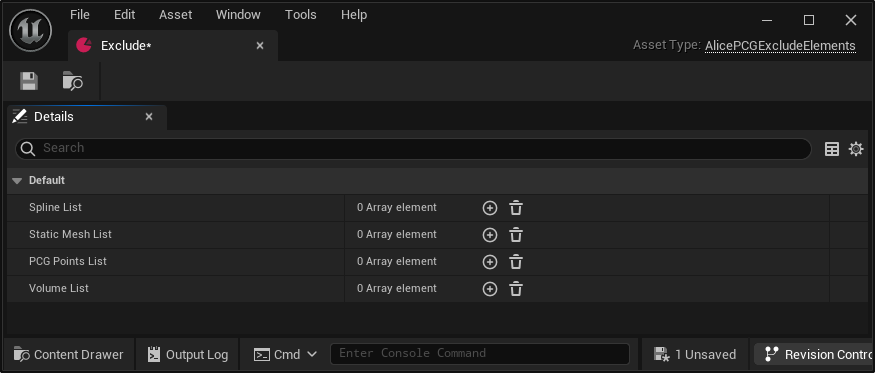 File Edit Asset Window Tools Help
Exclude*
Asset Type: AlicePCGExcludeElements
Details
Search
Default
Spline List 0 Array element
Static Mesh List 0 Array element
PCG Points List 0 Array element
Volume List 0 Array element
Content Drawer Output Log Cmd Enter Console Command 1 Unsaved Revision Contro